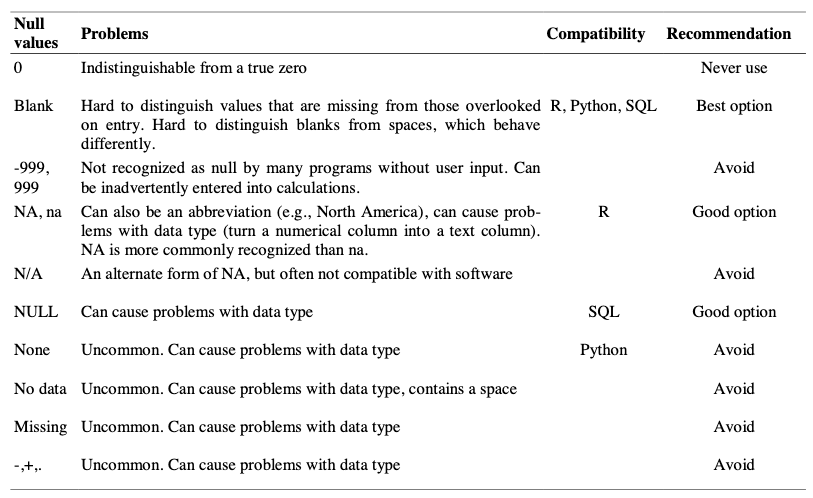 Null values Problems Compatibility Recommendation
0 Indistinguishable from a true zero Never use
Blank Hard to distinguish values that are missing from those overlooked R, Python, SQL Best option
on entry. Hard to distinguish blanks from spaces, which behave
differently.
-999, Not recognized as null by many programs without user input. Can Avoid
999 be inadvertently entered into calculations.
NA, na Can also be an abbreviation (e.g., North America), can cause prob- R Good option
lems with data type (turn a numerical column into a text column).
NA is more commonly recognized than na.
N/A An alternate form of NA, but often not compatible with software Avoid
NULL Can cause problems with data type SQL Good option
None Uncommon. Can cause problems with data type Python Avoid
No data Uncommon. Can cause problems with data type, contains a space Avoid
Missing Uncommon. Can cause problems with data type Avoid
-,+,. Uncommon. Can cause problems with data type Avoid